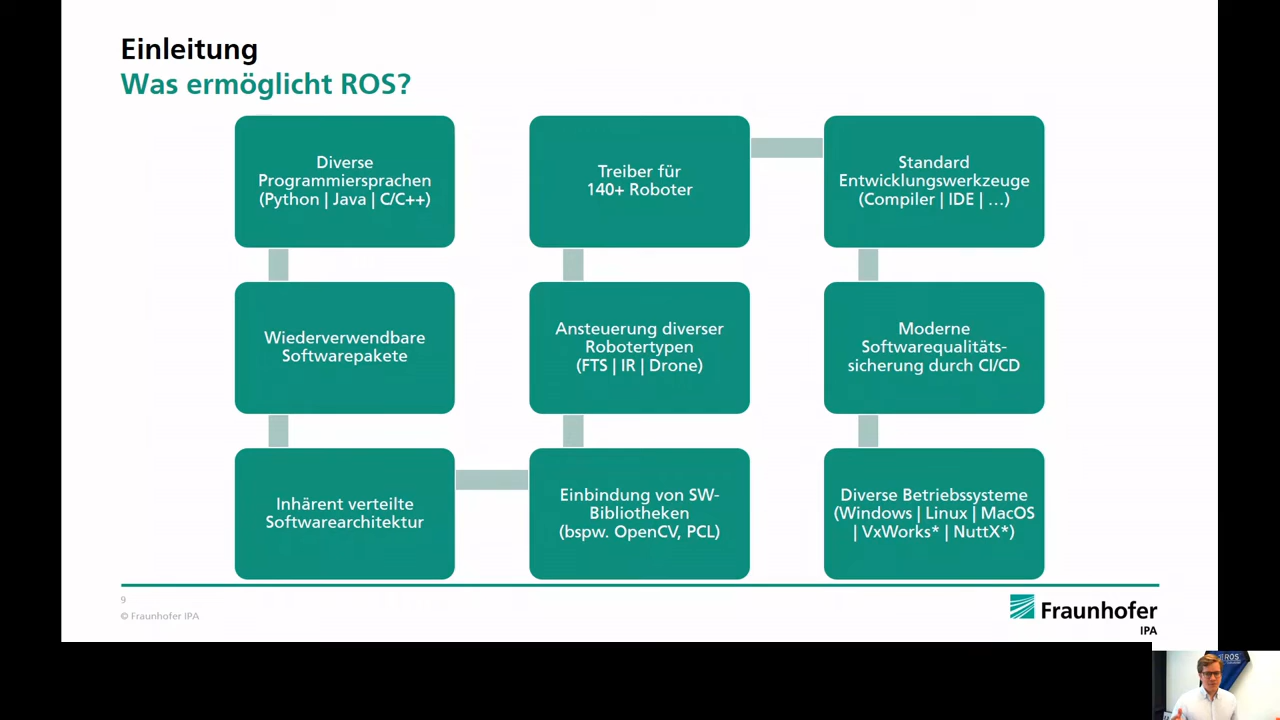 Einleitung
Was ermöglicht ROS?
Diverse
Programmiersprachen
(Python | Java | C/C++)
Wiederverwendbare
Softwarepakete
Inhärent verteilte
Softwarearchitektur
Einbindung von SW-
Bibliotheken
(bspw. OpenCV, PCL)
Ansteuerung diverser
Robotertypen
(FTS | IR | Drone)
Treiber für
140+ Roboter
Standard
Entwicklungswerkzeuge
(Compiler | IDE | …)
Moderne
Softwarequalitäts-
sicherung durch CI/CD
Diverse Betriebssysteme
(Windows | Linux | MacOS
| VxWorks* | NuttX*)
9
© Fraunhofer IPA
Fraunhofer
IPA
ROS